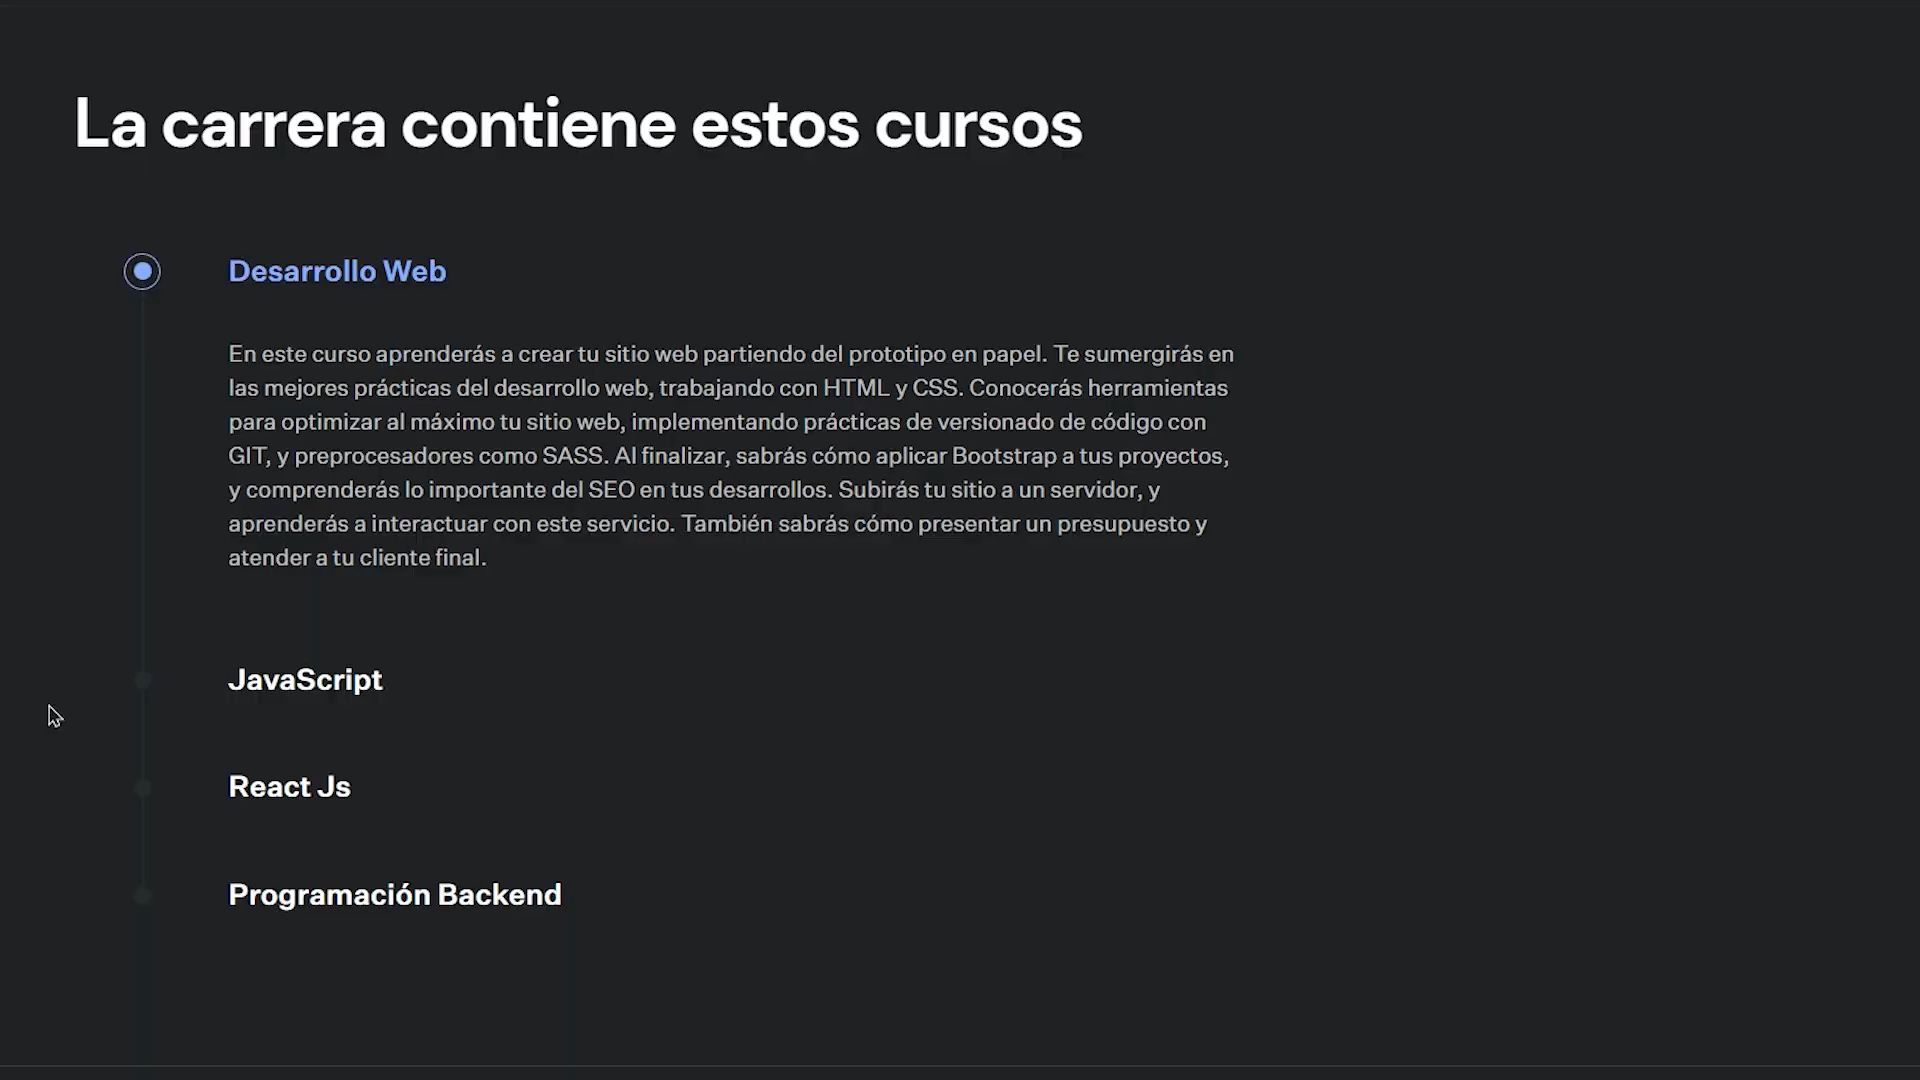 La carrera contiene estos cursos
Desarrollo Web
En este curso aprenderás a crear tu sitio web partiendo del prototipo en papel. Te sumergirás en
las mejores prácticas del desarrollo web, trabajando con HTML y CSS. Conocerás herramientas
para optimizar al máximo tu sitio web, implementando prácticas de versionado de código con
GIT, y preprocesadores como SASS. Al finalizar, sabrás cómo aplicar Bootstrap a tus proyectos,
y comprenderás lo importante del SEO en tus desarrollos. Subirás tu sitio a un servidor, y
aprenderás a interactuar con este servicio. También sabrás cómo presentar un presupuesto y
atender a tu cliente final.
JavaScript
React Js
Programación Backend